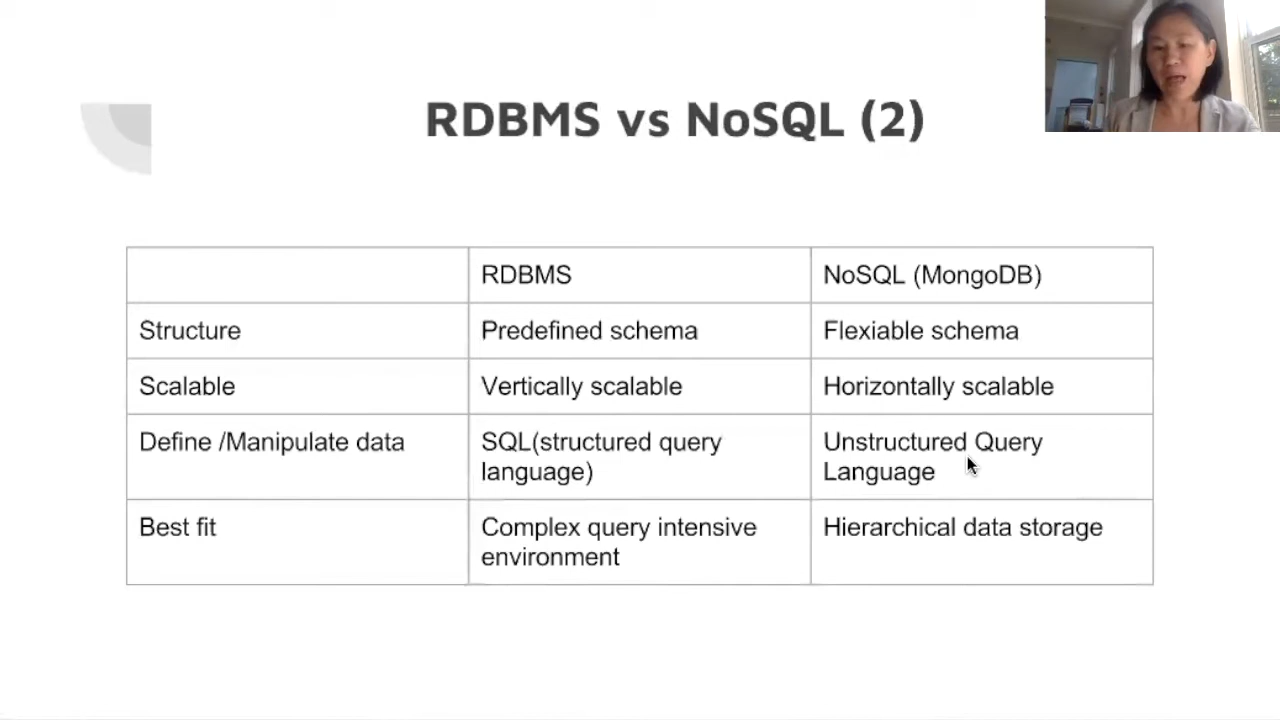 RDBMS vs NoSQL (2)
RDBMS
NoSQL (MongoDB)
Structure
Predefined schema
Flexiable schema
Scalable
Vertically scalable
Horizontally scalable
Define /Manipulate data
SQL(structured query
language)
Unstructured Query
Language
Best fit
Complex query intensive
environment
Hierarchical data storage